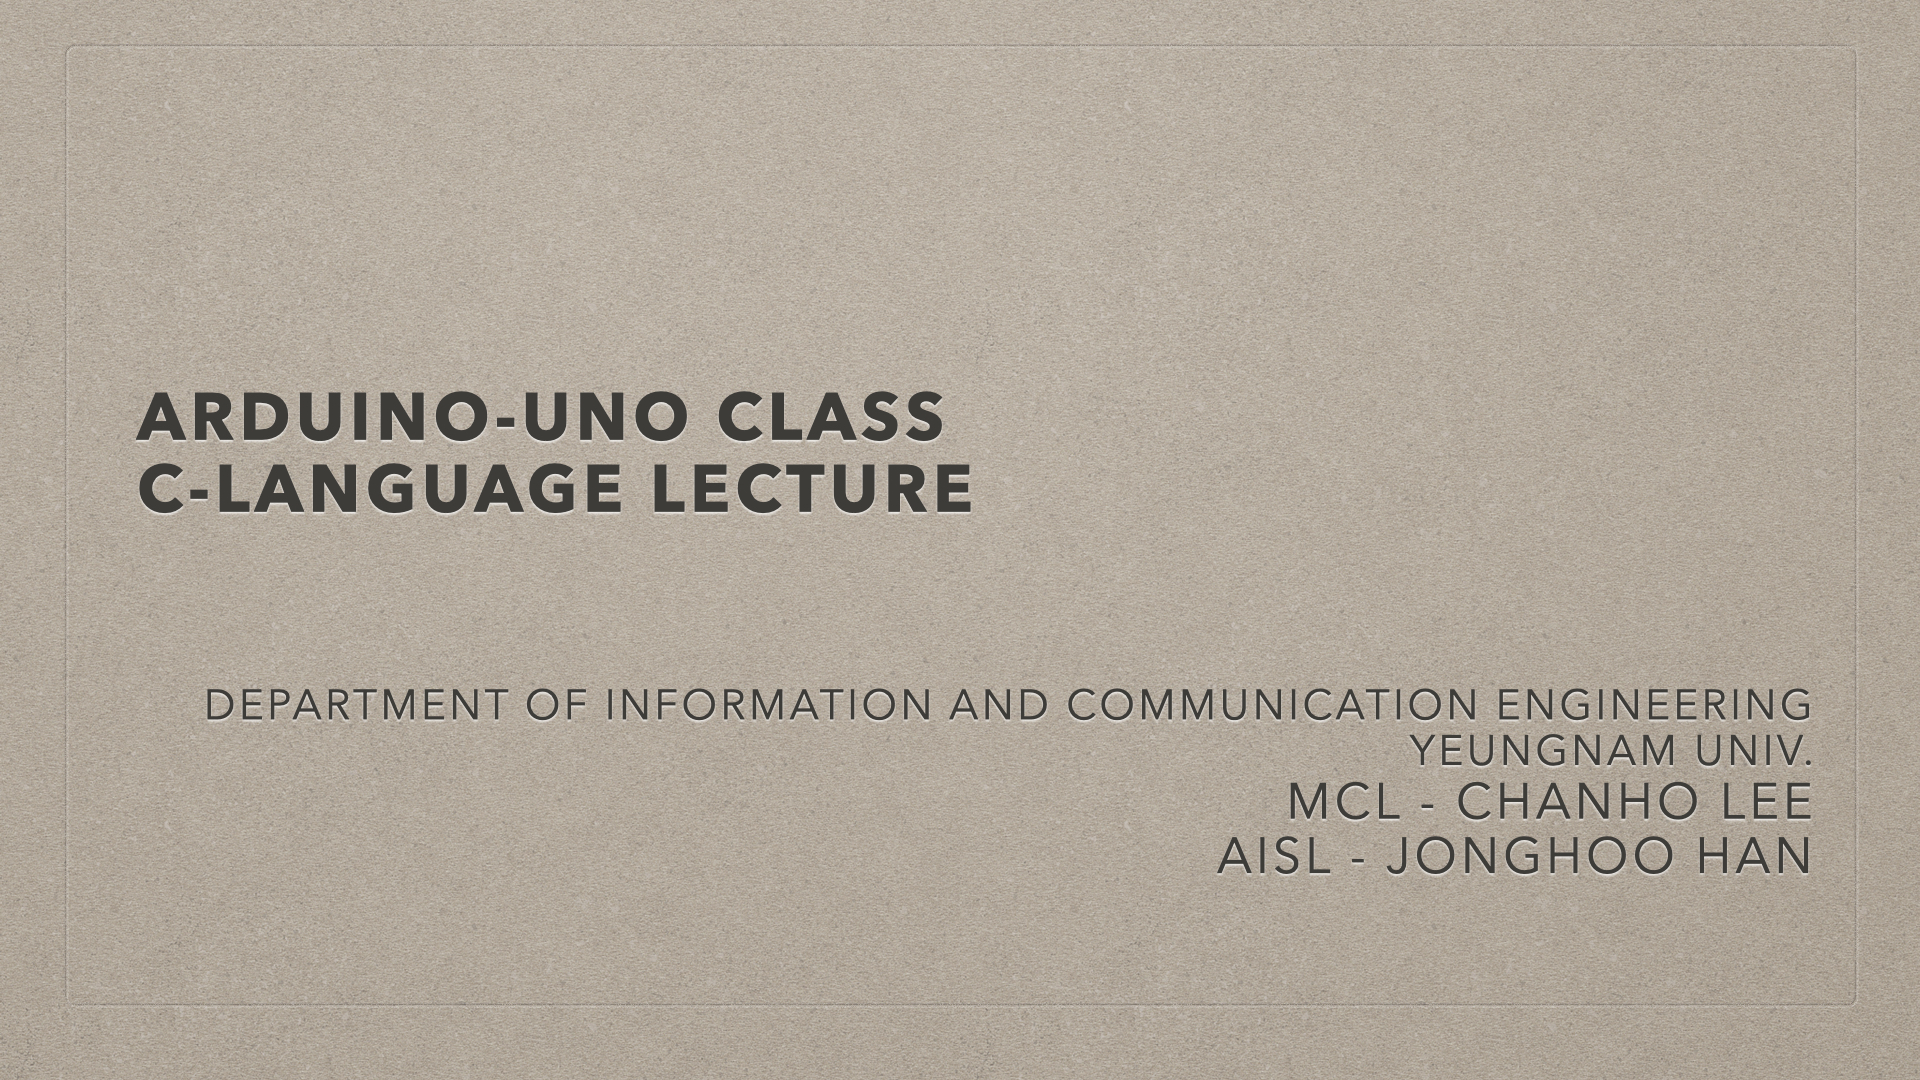 ARDUINO-UNO CLASS
C-LANGUAGE LECTURE
DEPARTMENT OF INFORMATION AND COMMUNICATION ENGINEERING
YEUNGNAM UNIV.
MCL - CHANHO LEE
AISL - JONGHOO HAN